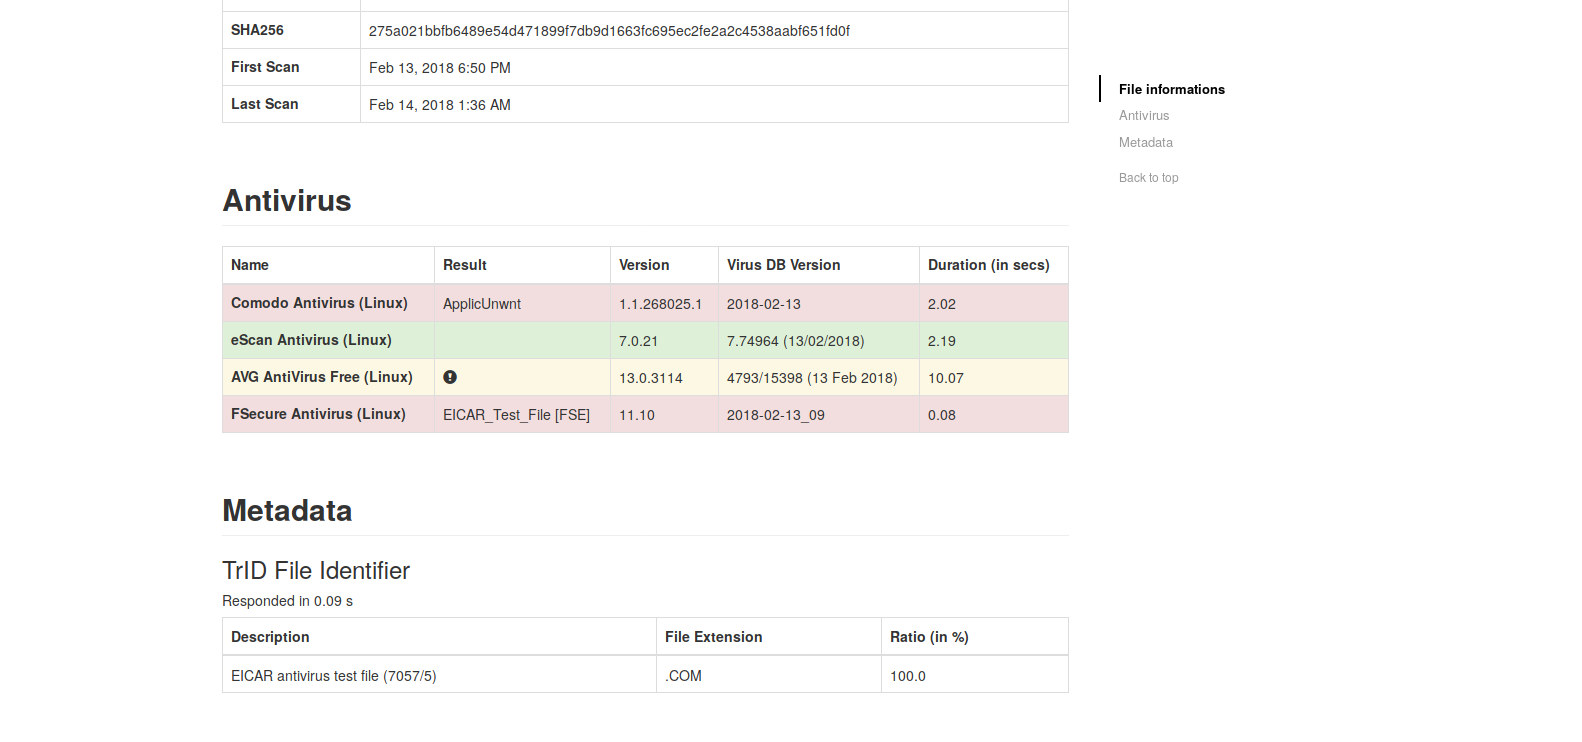 SHA256 275a021bbfb6489e54d471899f7db9d1663fc695ec2fe2a2c4538aabf651fd0f
First Scan Feb 13, 2018 6:50 PM
Last Scan Feb 14, 2018 1:36 AM
File informations
Antivirus
Metadata
Back to top
Antivirus
Name Result Version Virus DB Version Duration (in secs)
Comodo Antivirus (Linux) ApplicUnwnt 1.1.268025.1 2018-02-13 2.02
eScan Antivirus (Linux) 7.0.21 7.74964 (13/02/2018) 2.19
AVG AntiVirus Free (Linux) 13.0.3114 4793/15398 (13 Feb 2018) 10.07
FSecure Antivirus (Linux) EICAR_Test_File [FSE] 11.10 2018-02-13_09 0.08
Metadata
TrID File Identifier
Responded in 0.09 s
Description File Extension Ratio (in %)
EICAR antivirus test file (7057/5) .COM 100.0